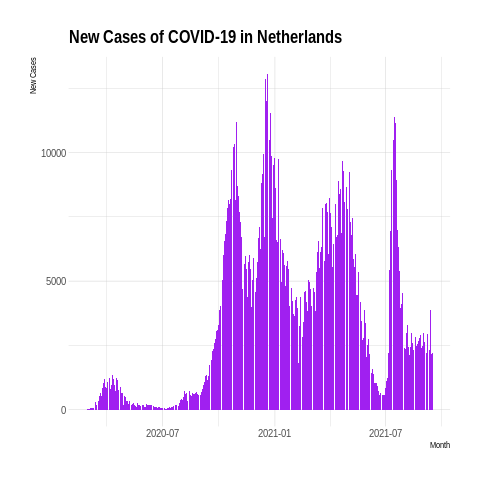 New Cases of COVID-19 in Netherlands
New Cases
10000
5000
0
2020-07 2021-01 2021-07
Month